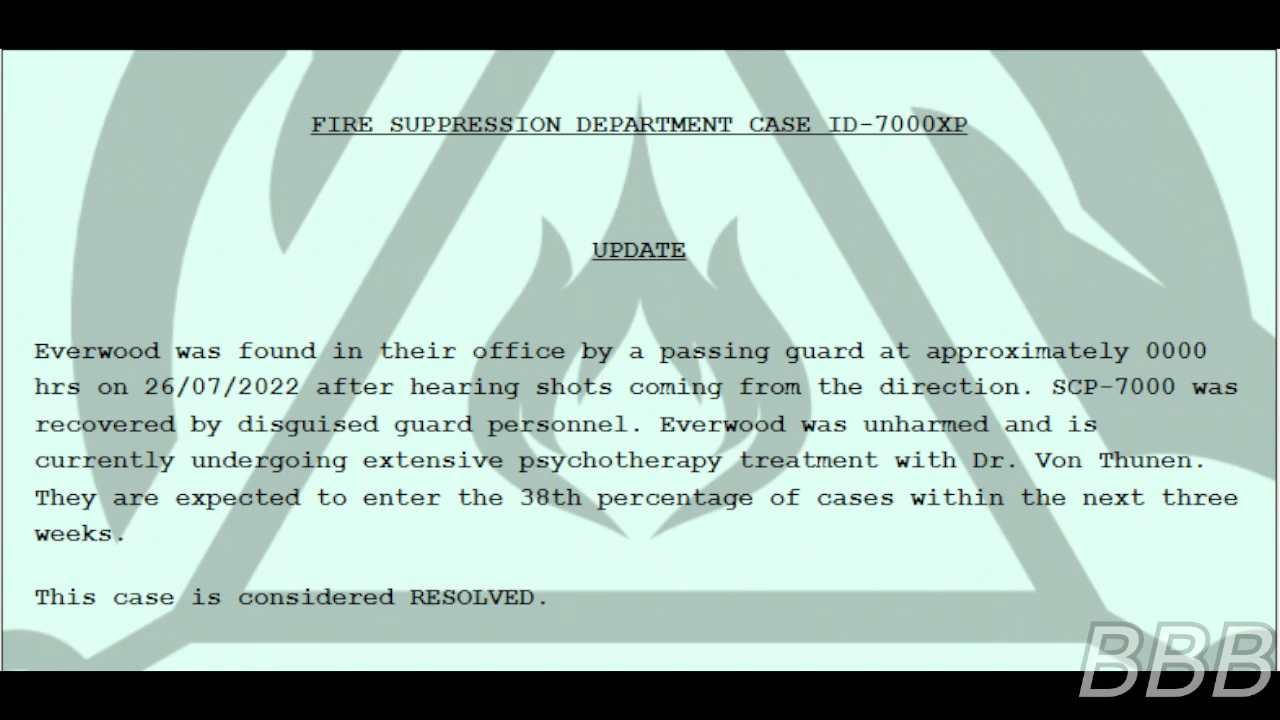 FIRE SUPPRESSION DEPARTMENT CASE ID-7000XP
UPDATE
Everwood was found in their office by a passing guard at approximately 0000
hrs on 26/07/2022 after hearing shots coming from the direction. SCP-7000 was
recovered by disguised guard personnel. Everwood was unharmed and is
currently undergoing extensive psychotherapy treatment with Dr. Von Thunen.
They are expected to enter the 38th percentage of cases within the next three
weeks.
This case is considered RESOLVED.
BBB